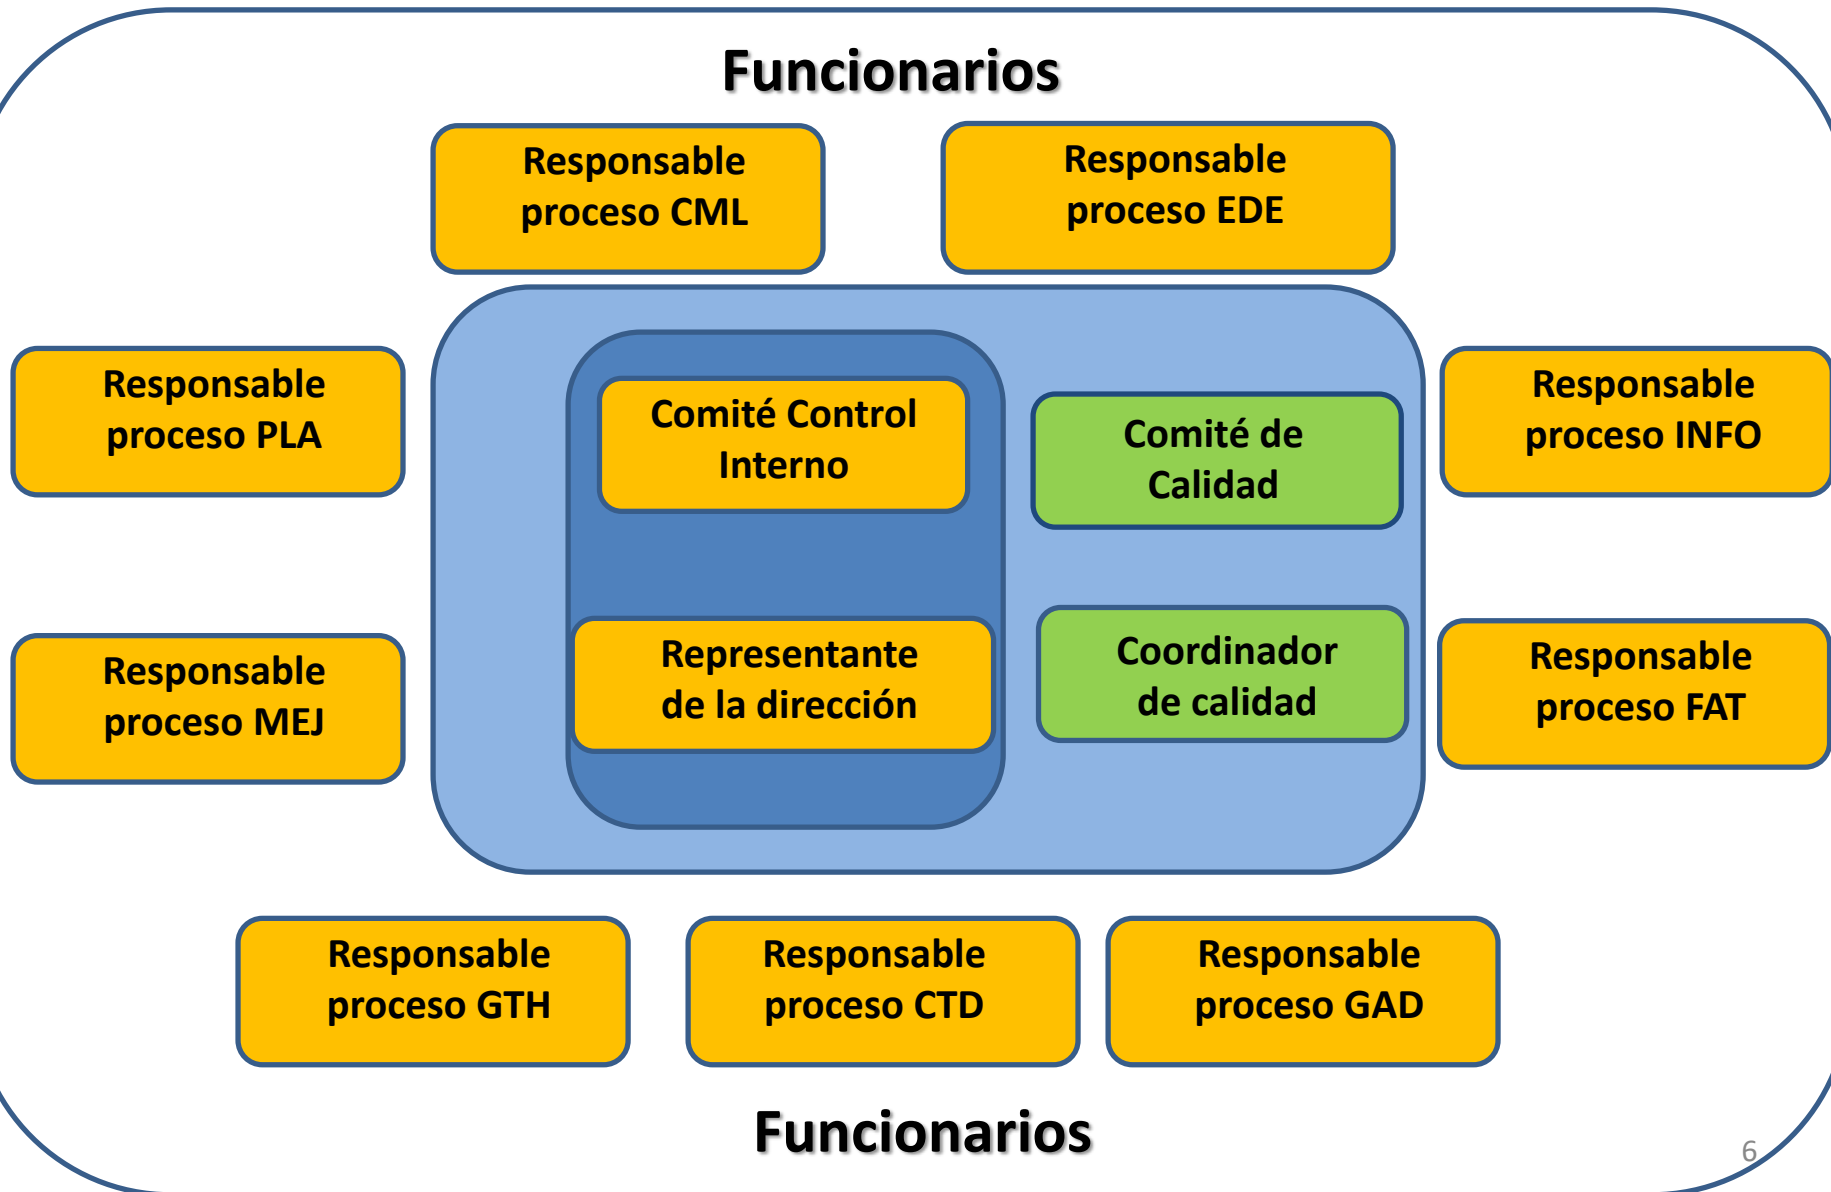 Funcionarios
Responsable
proceso CML
Responsable
proceso EDE
Responsable
proceso PLA
Comité Control
Interno
Comité de
Calidad
Responsable
proceso INFO
Responsable
proceso MEJ
Representante
de la dirección
Coordinador
de calidad
Responsable
proceso FAT
Responsable
proceso GTH
Responsable
proceso CTD
Responsable
proceso GAD
Funcionarios
6